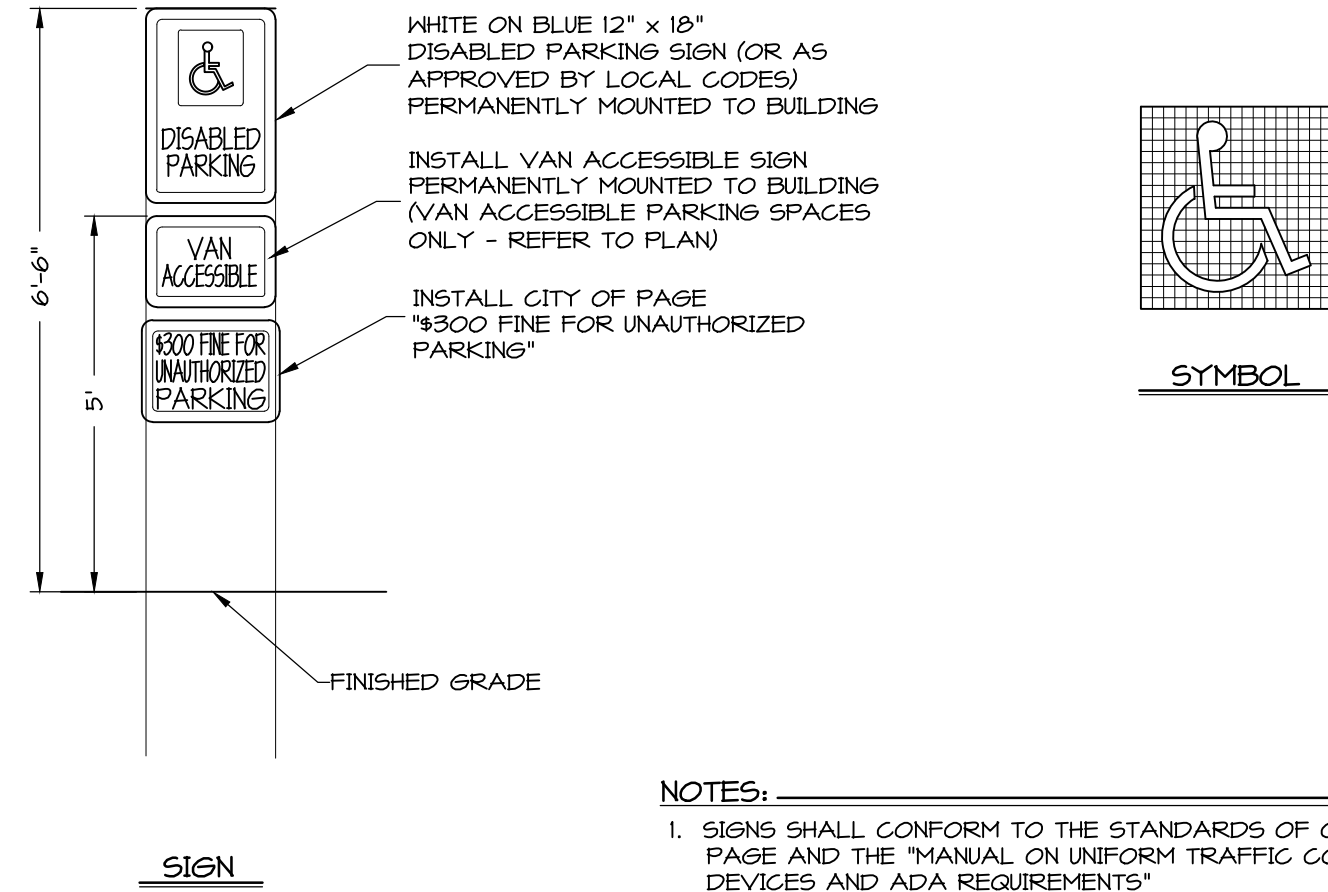 WHITE ON BLUE 12" x 18"
DISABLED PARKING SIGN (OR AS
APPROVED BY LOCAL CODES)
PERMANENTLY MOUNTED TO BUILDING
DISABLED
PARKING
INSTALL VAN ACCESSIBLE SIGN
PERMANENTLY MOUNTED TO BUILDING
(VAN ACCESSIBLE PARKING SPACES
ONLY - REFER TO PLAN)
VAN
ACCESSIBLE
6'-6"
INSTALL CITY OF PAGE
"$300 FINE FOR UNAUTHORIZED
PARKING"
$300 FINE FOR
UNAUTHORIZED
PARKING
5'
SYMBOL
FINISHED GRADE
SIGN
NOTES:
1. SIGNS SHALL CONFORM TO THE STANDARDS OF
PAGE AND THE "MANUAL ON UNIFORM TRAFFIC
DEVICES AND ADA REQUIREMENTS"